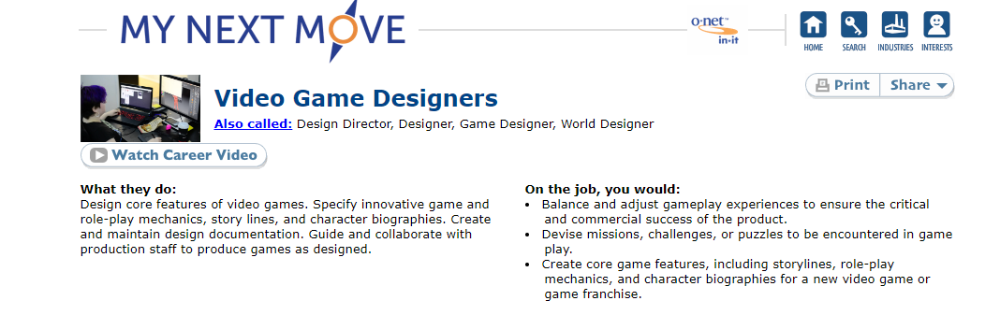 MY NEXT MOVE
o·net™
in-it
HOME
SEARCH
INDUSTRIES
INTERESTS
Print
Share
Video Game Designers
Also called: Design Director, Designer, Game Designer, World Designer
Watch Career Video
What they do:
Design core features of video games. Specify innovative game and
role-play mechanics, story lines, and character biographies. Create
and maintain design documentation. Guide and collaborate with
production staff to produce games as designed.
On the job, you would:
• Balance and adjust gameplay experiences to ensure the critical
and commercial success of the product.
• Devise missions, challenges, or puzzles to be encountered in game
play.
• Create core game features, including storylines, role-play
mechanics, and character biographies for a new video game or
game franchise.